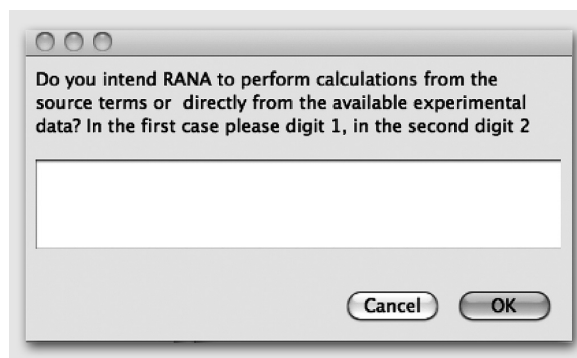 Do you intend RANA to perform calculations from the
source terms or  directly from the available experimental
data? In the first case please digit 1, in the second digit 2
Cancel
OK